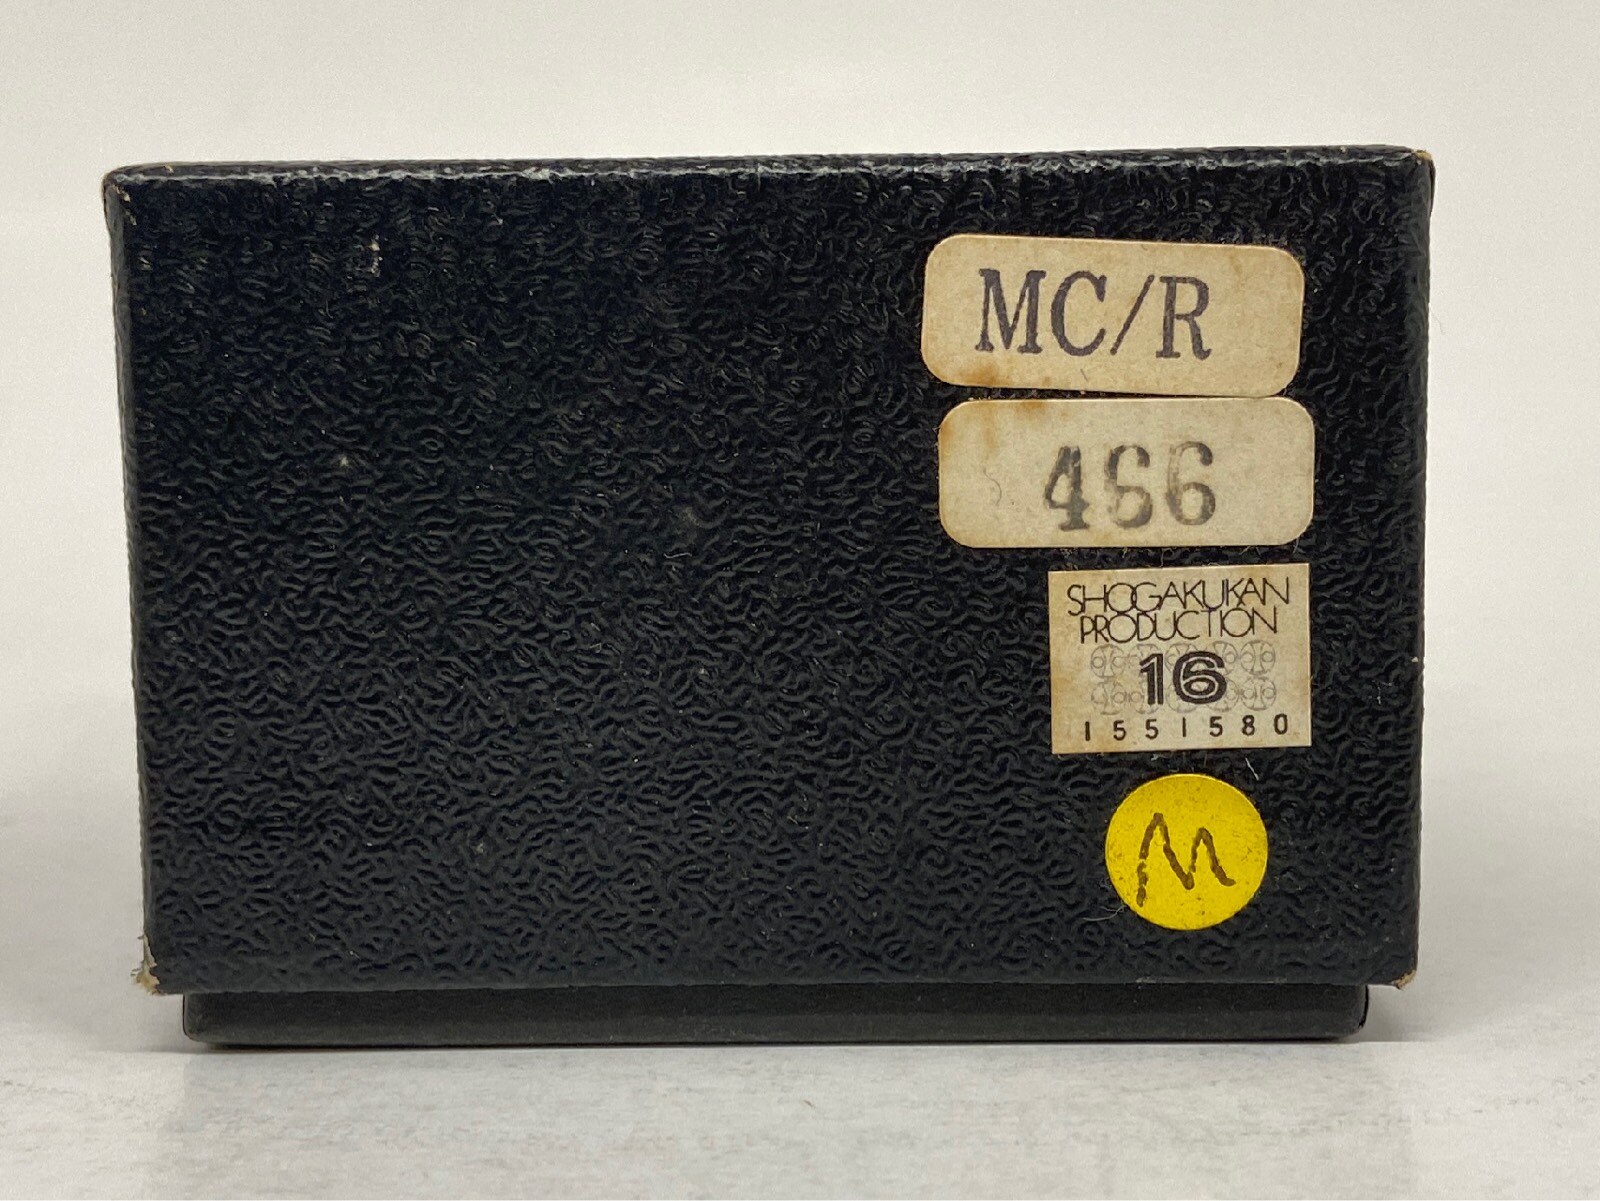 MC/R
466
SHOGAKUKAN
PRODUCTION
16
1551580
M